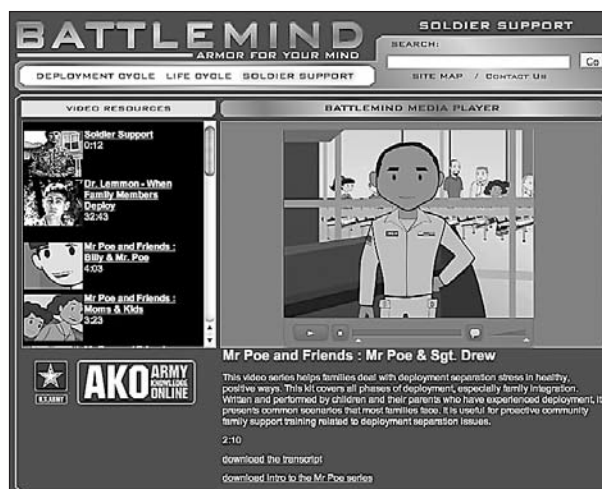 BATTLEMIND
ARMOR FOR YOUR MIND
SOLDIER SUPPORT
SEARCH:
Go
DEPLOYMENT CYCLE LIFE CYCLE SOLDIER SUPPORT
SITE MAP / CONTACT US
VIDEO RESOURCES
BATTLEMIND MEDIA PLAYER
Soldier Support
0:12
Dr. Lemmon - When
Family Members
Deploy
32:43
Mr Poe and Friends :
Billy & Mr. Poe
4:03
Mr Poe and Friends :
Moms & Kids
3:23
U.S. ARMY
AKO ARMY
KNOWLEDGE
ONLINE
Mr Poe and Friends : Mr Poe & Sgt. Drew
This video series helps families deal with deployment separation stress in healthy,
positive ways. This kit covers all phases of deployment, especially family integration.
Written and performed by children and their parents who have experienced deployment, it
presents common scenarios that most families face. It is useful for proactive community
family support training related to deployment separation issues.
2:10
download the transcript
download Intro to the Mr Poe series